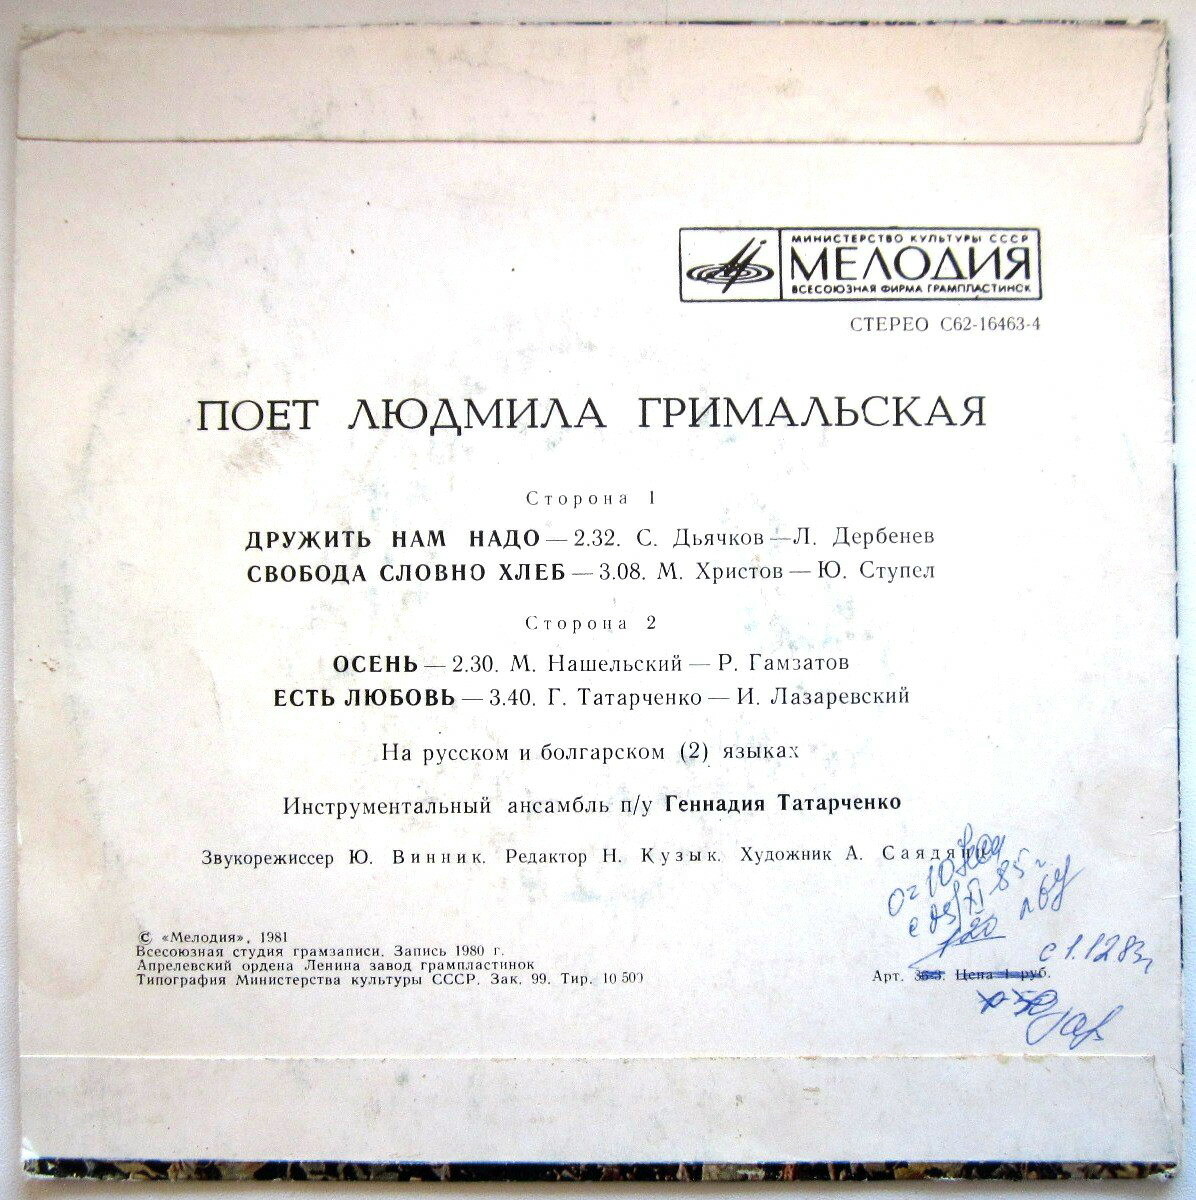 МИНИСТЕРСТВО КУЛЬТУРЫ СССР
МЕЛОДИЯ
ВСЕСОЮЗНАЯ ФИРМА ГРАМПЛАСТИНОК
СТЕРЕО С62-16463-4
ПОЕТ ЛЮДМИЛА ГРИМАЛЬСКАЯ
Сторона 1
ДРУЖИТЬ НАМ НАДО — 2.32. С. Дьячков — Л. Дербенев
СВОБОДА СЛОВНО ХЛЕБ — 3.08. М. Христов — Ю. Ступел
Сторона 2
ОСЕНЬ — 2.30. М. Нашельский — Р. Гамзатов
ЕСТЬ ЛЮБОВЬ — 3.40. Г. Татарченко — И. Лазаревский
На русском и болгарском (2) языках
Инструментальный ансамбль п/у Геннадия Татарченко
Звукорежиссер Ю. Винник. Редактор Н. Кузык. Художник А. Саядянц
© «Мелодия», 1981
Всесоюзная студия грамзаписи. Запись 1980 г.
Апрелевский ордена Ленина завод грампластинок
Типография Министерства культуры СССР. Зак. 99. Тир. 10 500
с 1.12.83г
Арт. Цена 1 руб.